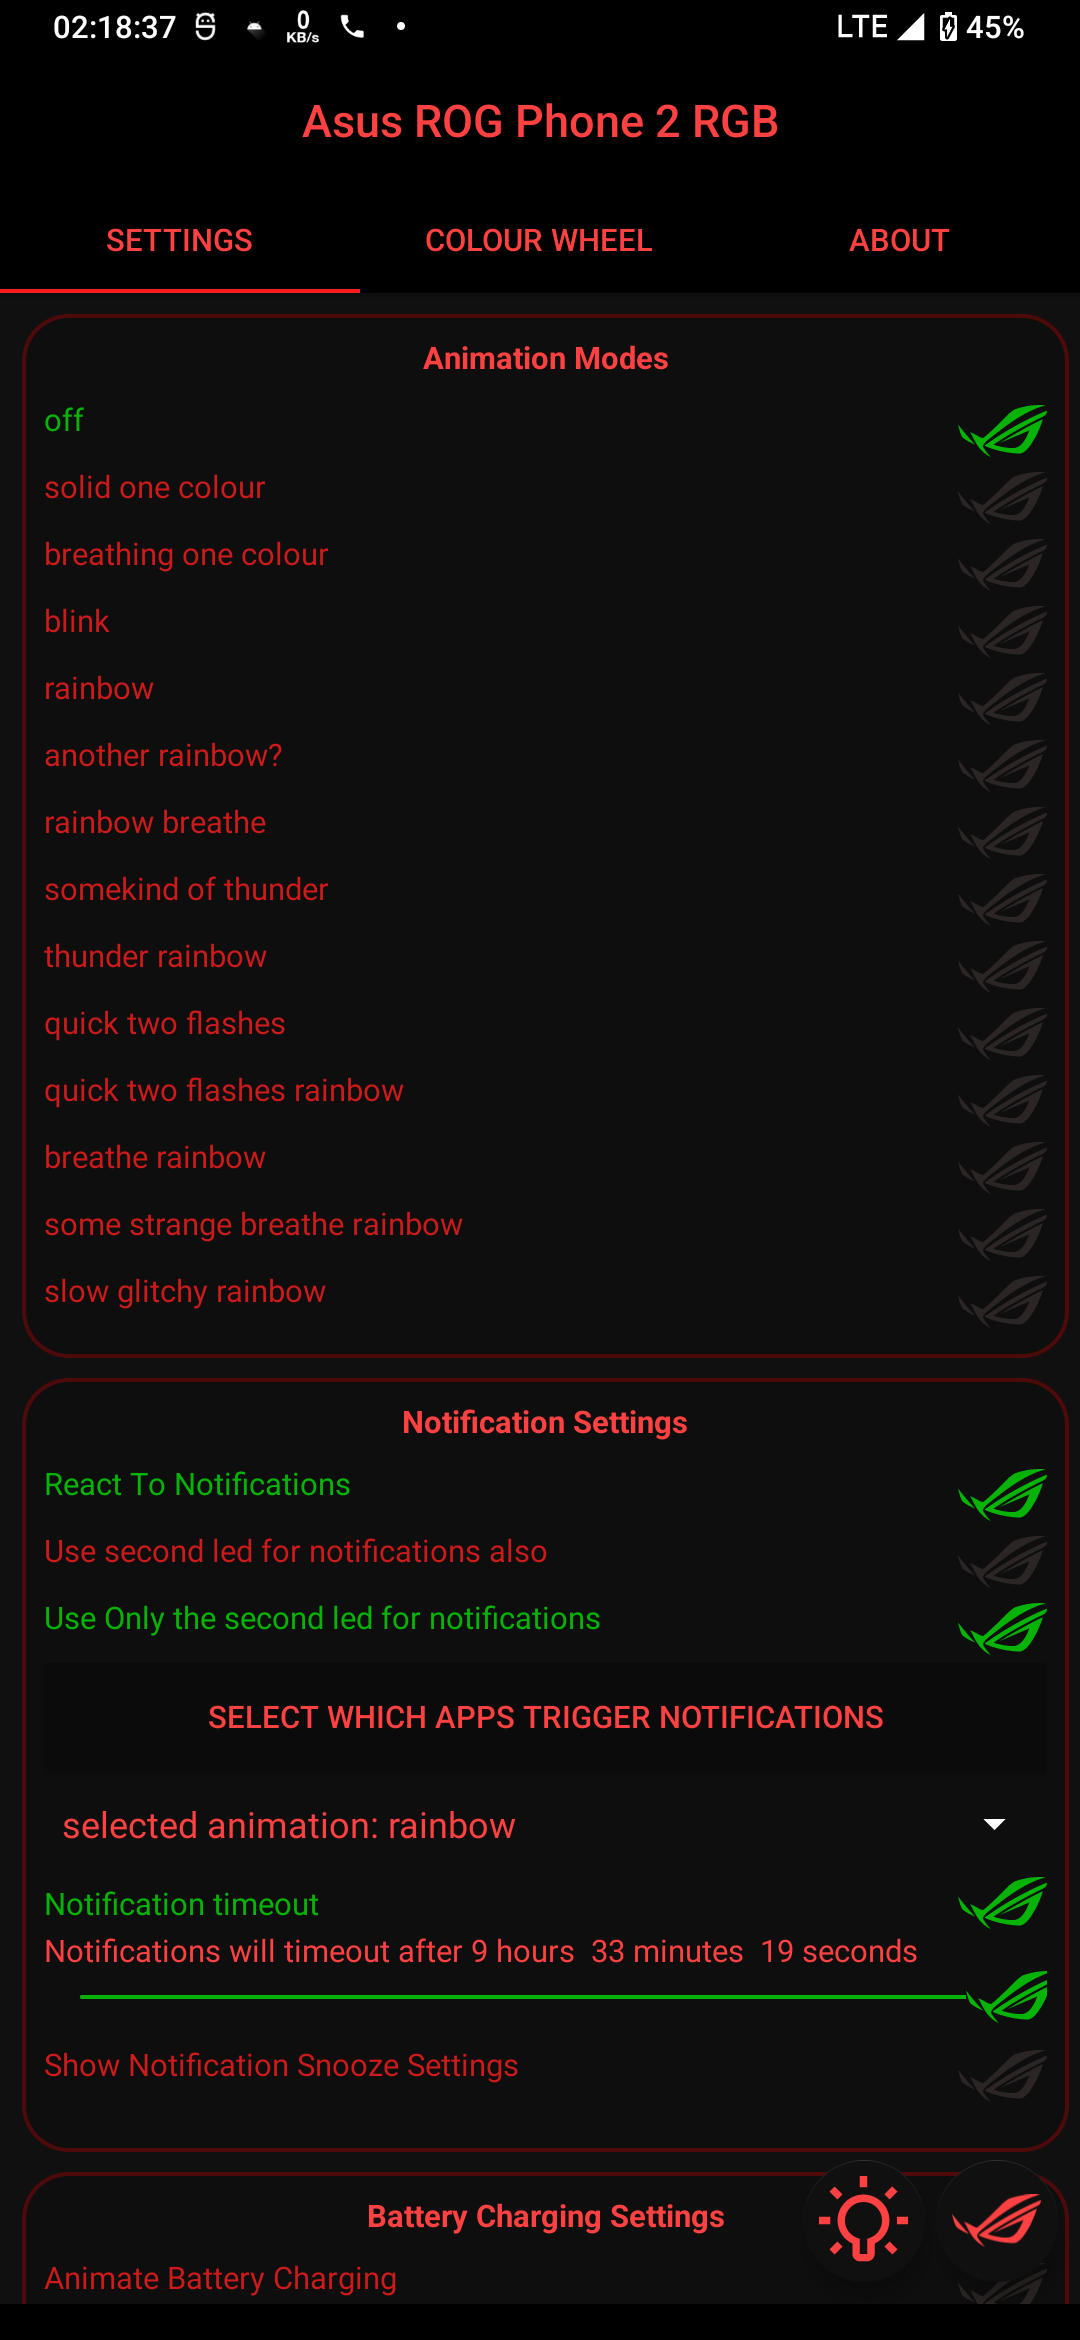 02:18:37 0 KB/s LTE 45%
Asus ROG Phone 2 RGB
SETTINGS COLOUR WHEEL ABOUT
Animation Modes
off
solid one colour
breathing one colour
blink
rainbow
another rainbow?
rainbow breathe
somekind of thunder
thunder rainbow
quick two flashes
quick two flashes rainbow
breathe rainbow
some strange breathe rainbow
slow glitchy rainbow
Notification Settings
React To Notifications
Use second led for notifications also
Use Only the second led for notifications
SELECT WHICH APPS TRIGGER NOTIFICATIONS
selected animation: rainbow
Notification timeout
Notifications will timeout after 9 hours 33 minutes 19 seconds
Show Notification Snooze Settings
Battery Charging Settings
Animate Battery Charging